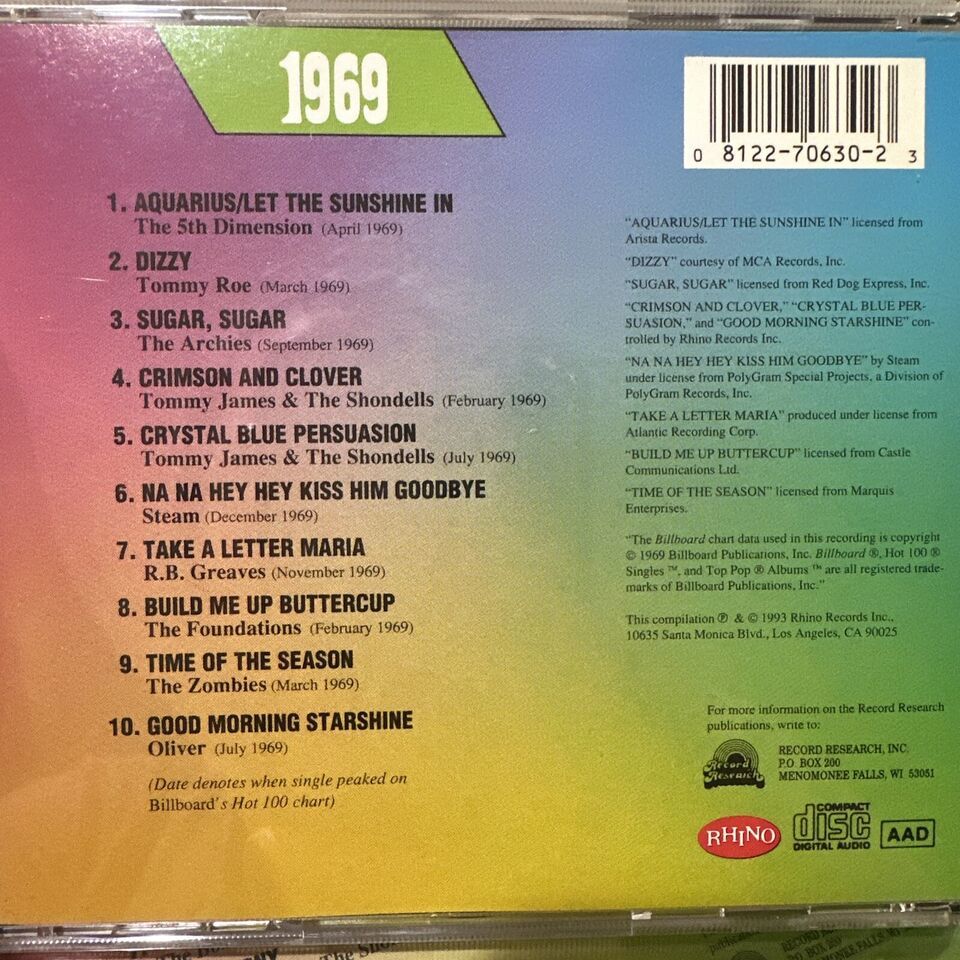 1969
0 8122-70630-2 3
1. AQUARIUS/LET THE SUNSHINE IN
The 5th Dimension (April 1969)
2. DIZZY
Tommy Roe (March 1969)
3. SUGAR, SUGAR
The Archies (September 1969)
4. CRIMSON AND CLOVER
Tommy James & The Shondells (February 1969)
5. CRYSTAL BLUE PERSUASION
Tommy James & The Shondells (July 1969)
6. NA NA HEY HEY KISS HIM GOODBYE
Steam (December 1969)
7. TAKE A LETTER MARIA
R.B. Greaves (November 1969)
8. BUILD ME UP BUTTERCUP
The Foundations (February 1969)
9. TIME OF THE SEASON
The Zombies (March 1969)
10. GOOD MORNING STARSHINE
Oliver (July 1969)
(Date denotes when single peaked on
Billboard's Hot 100 chart)
"AQUARIUS/LET THE SUNSHINE IN" licensed from
Arista Records.
"DIZZY" courtesy of MCA Records, Inc.
"SUGAR, SUGAR" licensed from Red Dog Express, Inc.
"CRIMSON AND CLOVER," "CRYSTAL BLUE PER-
SUASION," and "GOOD MORNING STARSHINE" con-
trolled by Rhino Records Inc.
"NA NA HEY HEY KISS HIM GOODBYE" by Steam
under license from PolyGram Special Projects, a Division of
PolyGram Records, Inc.
"TAKE A LETTER MARIA" produced under license from
Atlantic Recording Corp.
"BUILD ME UP BUTTERCUP" licensed from Castle
Communications Ltd.
"TIME OF THE SEASON" licensed from Marquis
Enterprises.
"The Billboard chart data used in this recording is copyright
© 1969 Billboard Publications, Inc. Billboard ®, Hot 100 ®
Singles ™, and Top Pop ® Albums ™ are all registered trade-
marks of Billboard Publications, Inc."
This compilation ℗ & © 1993 Rhino Records Inc.,
10635 Santa Monica Blvd., Los Angeles, CA 90025
For more information on the Record Research
publications, write to:
Record
Research
RECORD RESEARCH, INC.
P.O. BOX 200
MENOMONEE FALLS, WI 53051
RHINO
COMPACT
disc
DIGITAL AUDIO
AAD
The Sho
RECORD RE
P.O. BOX 200
MENOMONEE FALLS, W